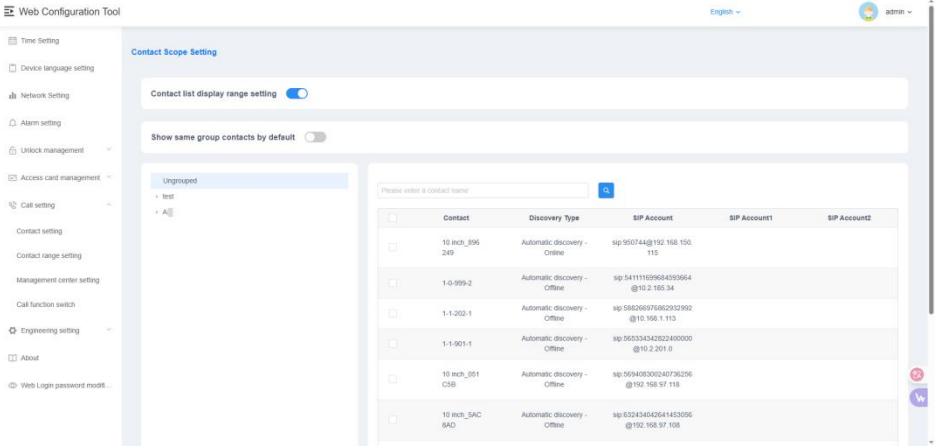 Web Configuration Tool
English
admin
Time Setting
Device language setting
Network Setting
Alarm setting
Unlock management
Access card management
Call setting
Contact setting
Contact range setting
Management center setting
Call function switch
Engineering setting
About
Web Login password modifi...
Contact Scope Setting
Contact list display range setting
Show same group contacts by default
Ungrouped
test
A
Please enter a contact name
Contact Discovery Type SIP Account SIP Account1 SIP Account2
10 inch_896 Automatic discovery - sip:950744@192.168.150.
249 Online 115
1-0-999-2 Automatic discovery - sip:541111699684393664
Offline @10.2.185.34
1-1-202-1 Automatic discovery - sip:588266976862932992
Offline @10.168.1.113
1-1-901-1 Automatic discovery - sip:565334342822400000
Offline @10.2.201.0
10 inch_051 Automatic discovery - sip:569408300240736256
C5B Offline @192.168.97.118
10 inch_5AC Automatic discovery - sip:632434042641453056
6AD Offline @192.168.97.108